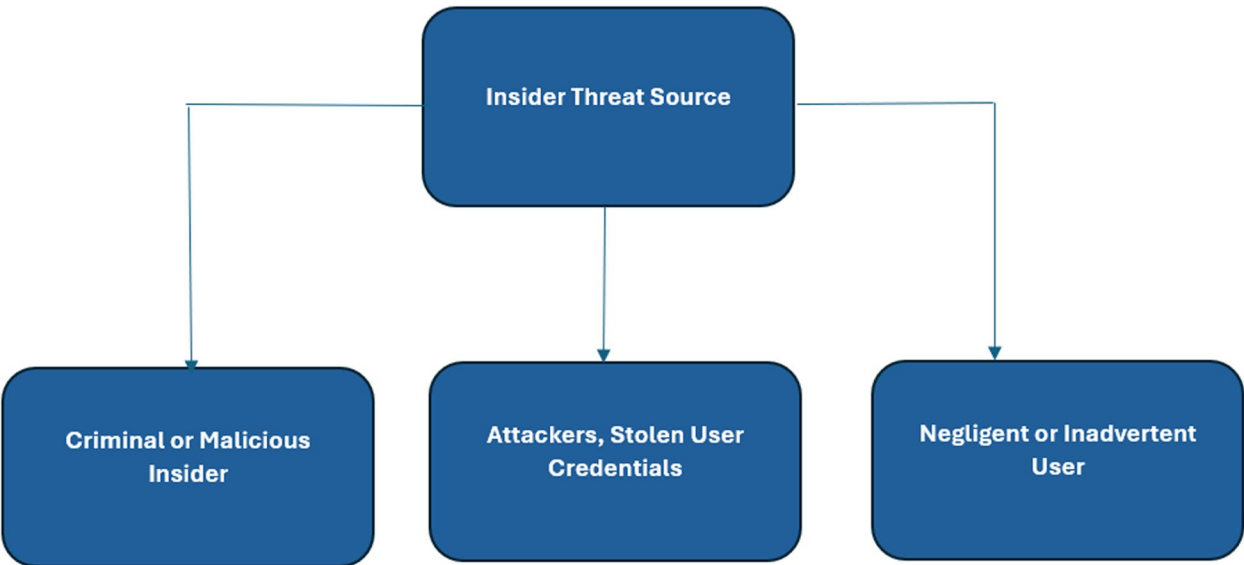 Insider Threat Source
Criminal or Malicious
Insider
Attackers, Stolen User
Credentials
Negligent or Inadvertent
User